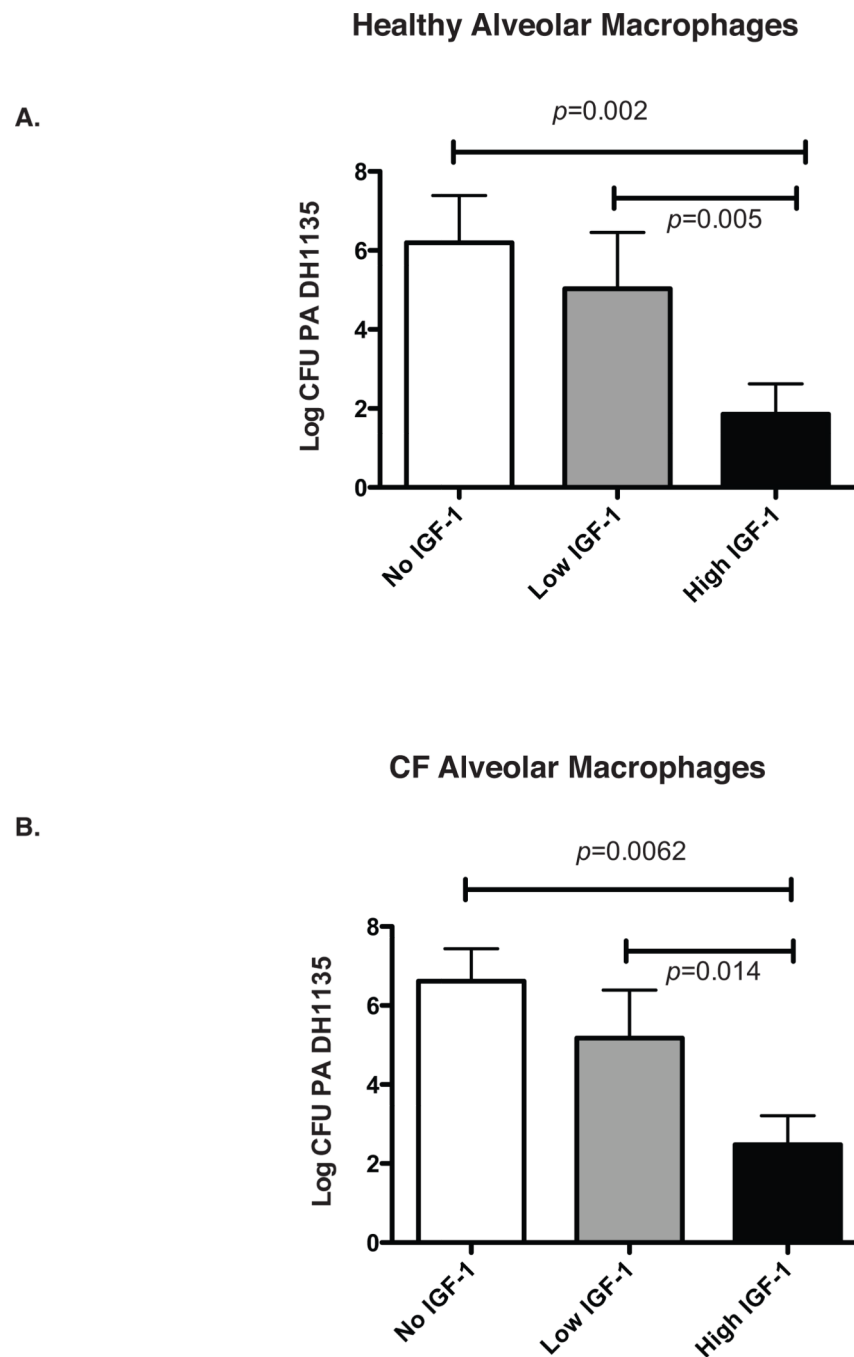 Healthy Alveolar Macrophages
A.
p=0.002
p=0.005
Log CFU PA DH1135
8
6
4
2
0
No IGF-1
Low IGF-1
High IGF-1
CF Alveolar Macrophages
B.
p=0.0062
p=0.014
Log CFU PA DH1135
8
6
4
2
0
No IGF-1
Low IGF-1
High IGF-1